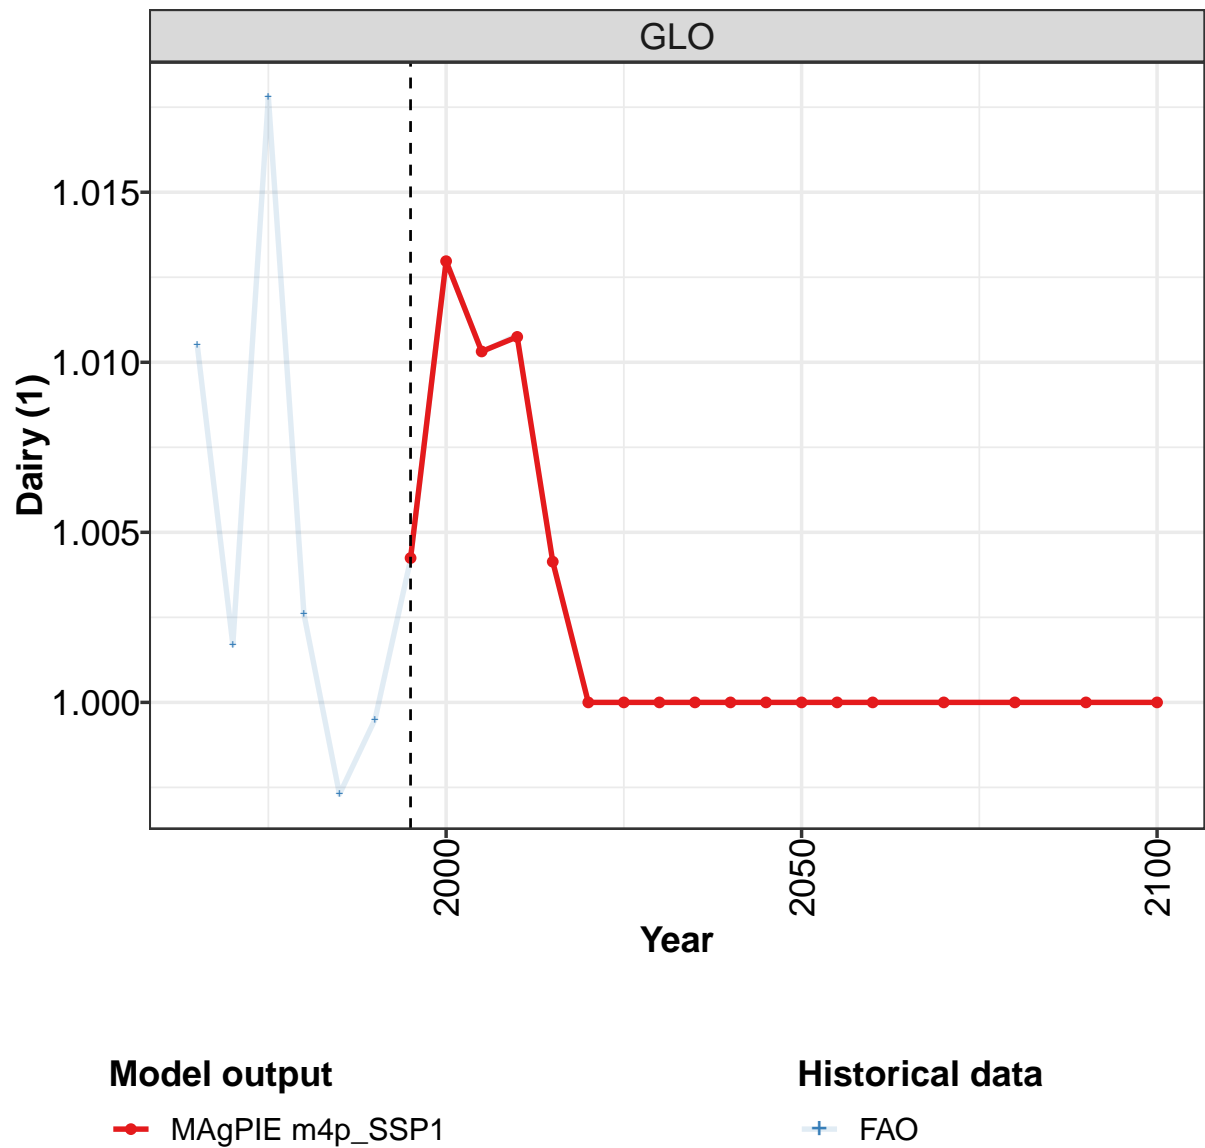 GLO
1.015
1.010
1.005
1.000
Dairy (1)
2000
2050
2100
Year
Model output
Historical data
MAgPIE m4p_SSP1
FAO